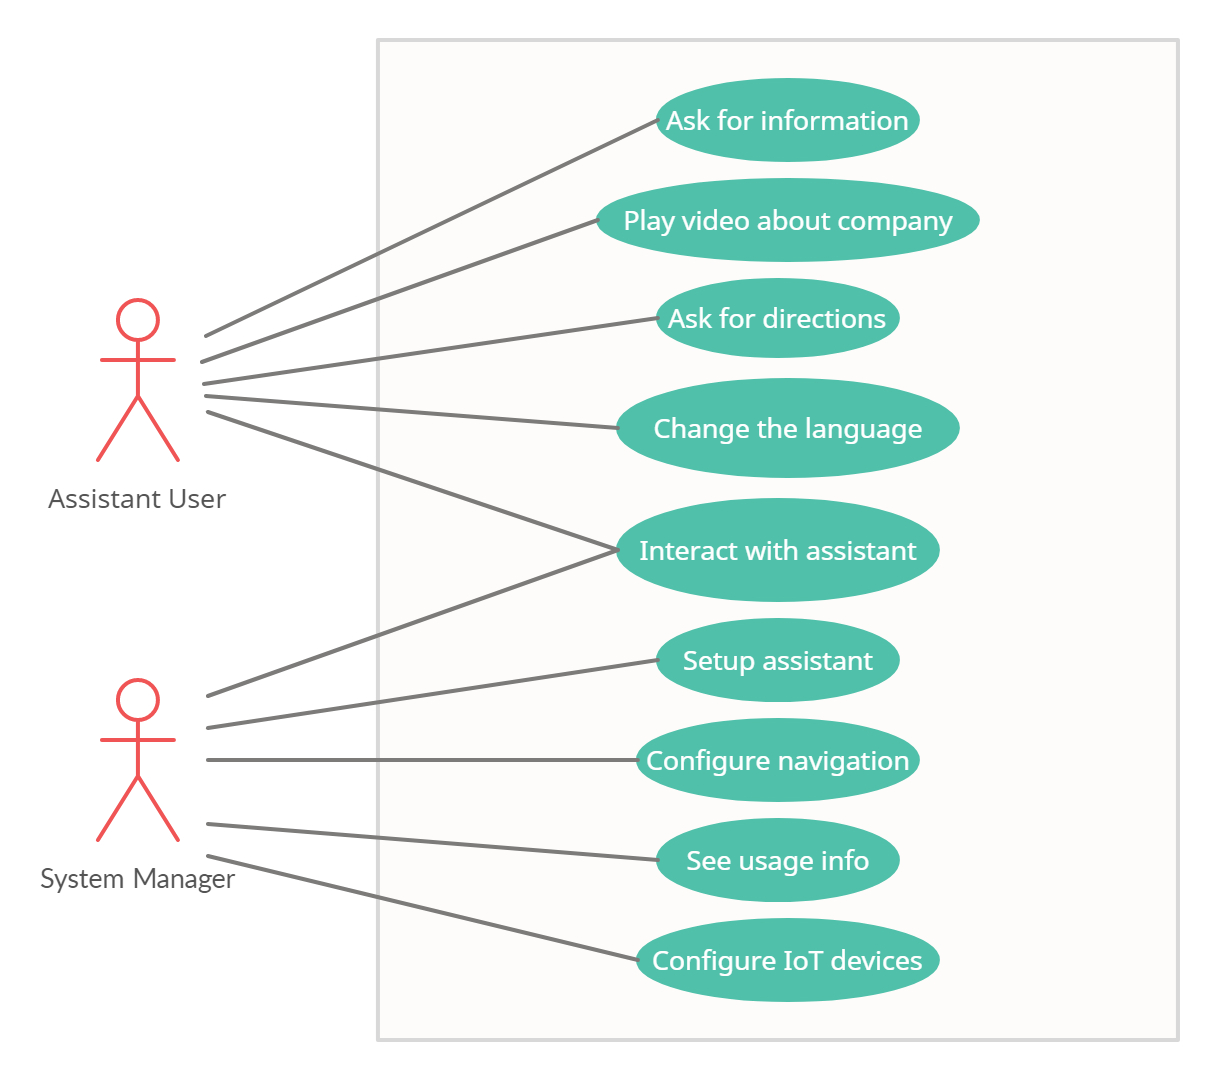 Ask for information
Play video about company
Ask for directions
Change the language
Assistant User
Interact with assistant
Setup assistant
Configure navigation
See usage info
System Manager
Configure IoT devices